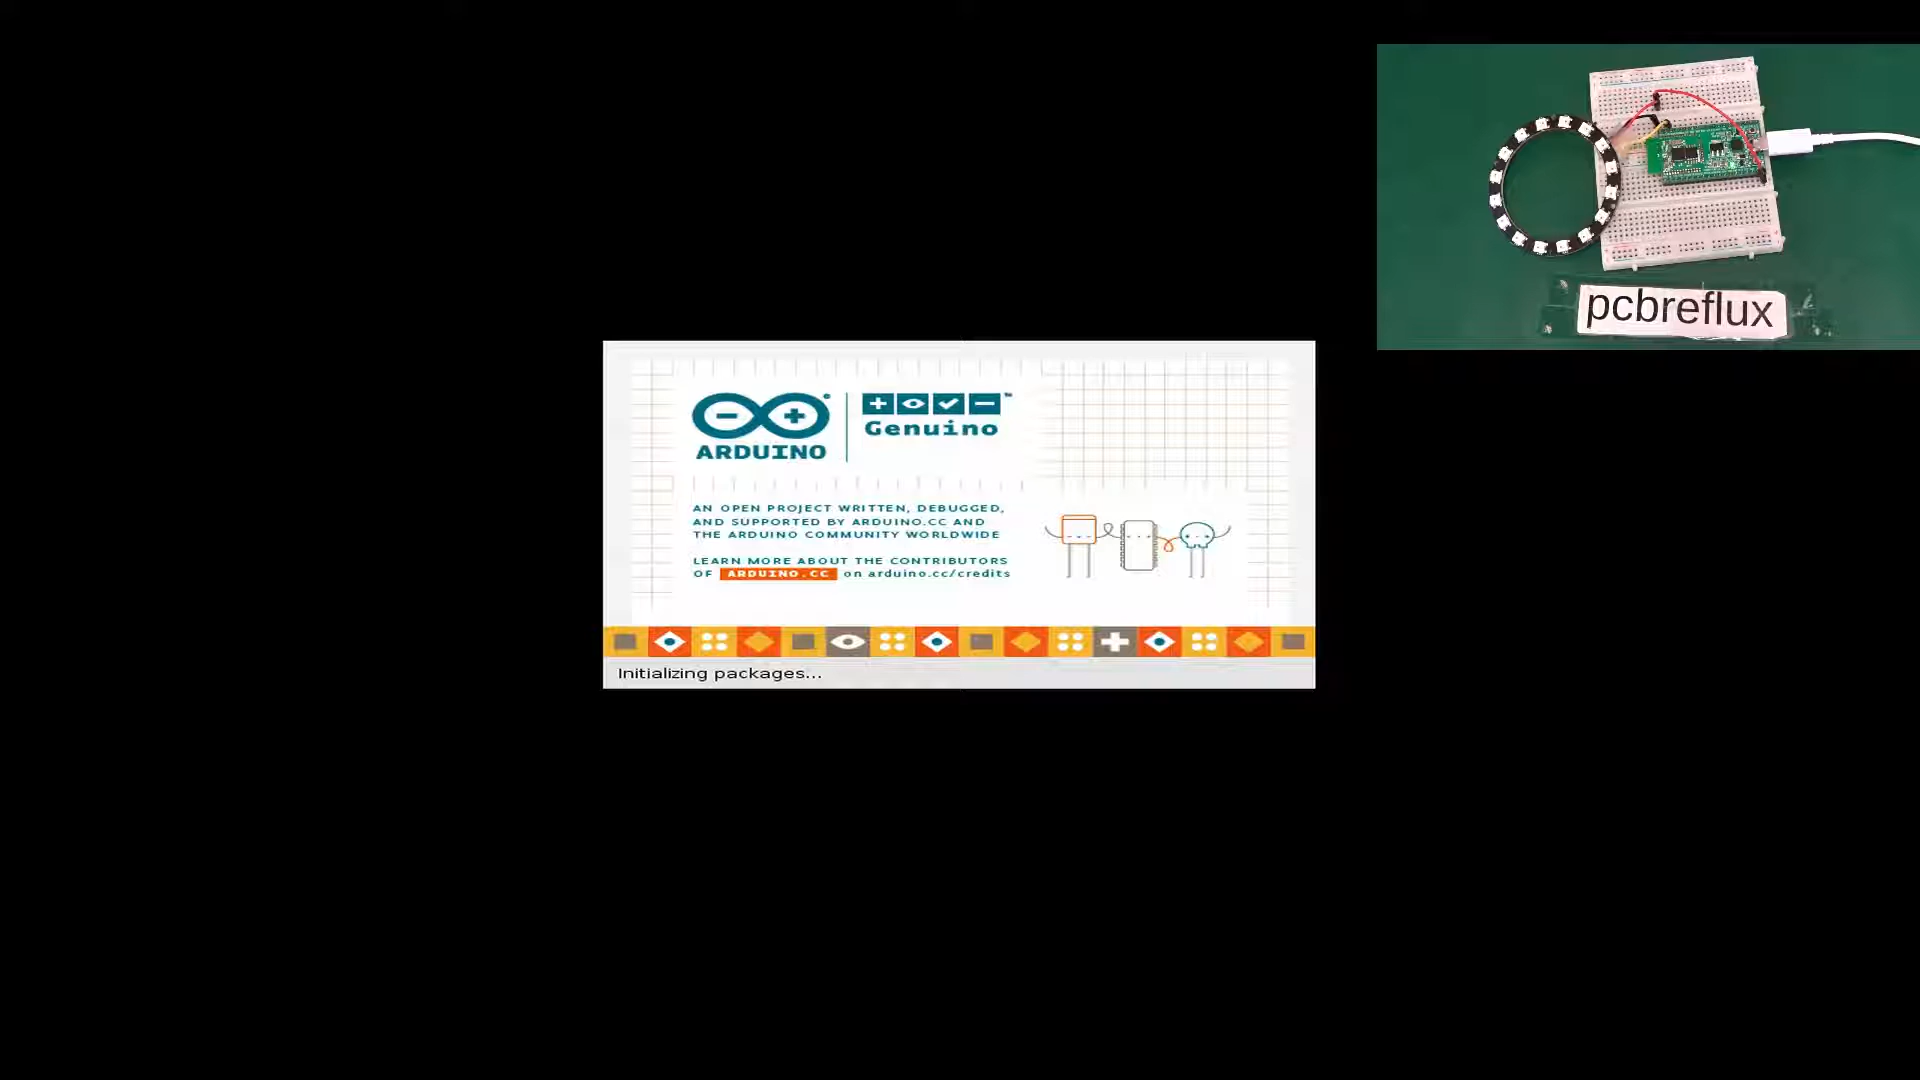 pcbreflux
ARDUINO
Genuino
AN OPEN PROJECT WRITTEN, DEBUGGED,
AND SUPPORTED BY ARDUINO.CC AND
THE ARDUINO COMMUNITY WORLDWIDE
LEARN MORE ABOUT THE CONTRIBUTORS
OF ARDUINO.CC on arduino.cc/credits
Initializing packages...